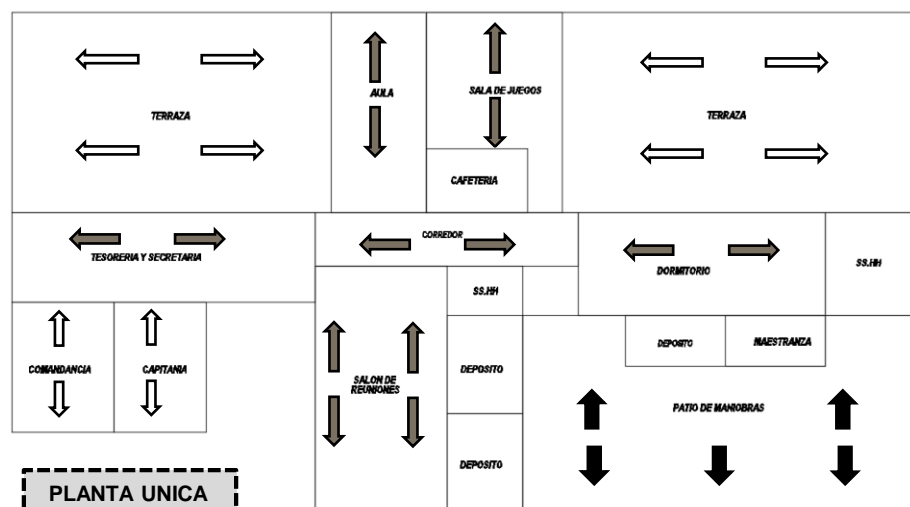 AULA
SALA DE JUEGOS
TERRAZA
TERRAZA
CAFETERIA
CORREDOR
TESORERIA Y SECRETARIA
DORMITORIO
SS.HH
SS.HH
COMANDANCIA
CAPITANIA
SALON DE
REUNIONES
DEPOSITO
DEPOSITO
MAESTRANZA
PATIO DE MANIOBRAS
DEPOSITO
PLANTA UNICA